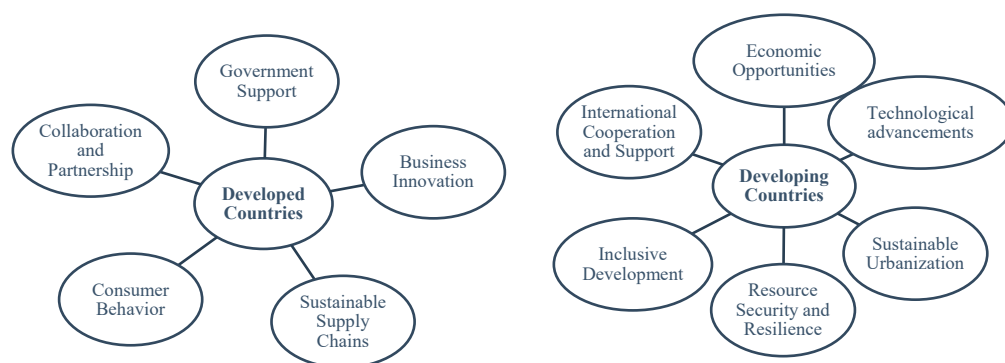 Government
Support
Collaboration
and
Partnership
Business
Innovation
Developed
Countries
Consumer
Behavior
Sustainable
Supply
Chains
Economic
Opportunities
International
Cooperation
and Support
Technological
advancements
Developing
Countries
Inclusive
Development
Sustainable
Urbanization
Resource
Security and
Resilience